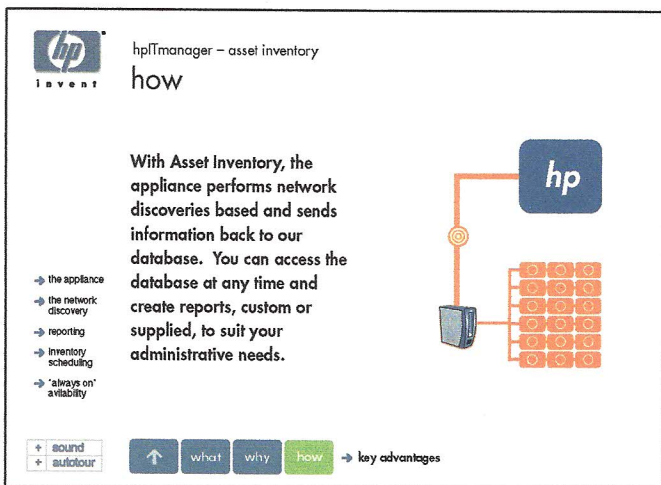 hp
invent
hpITmanager – asset inventory
how
With Asset Inventory, the
appliance performs network
discoveries based and sends
information back to our
database. You can access the
database at any time and
create reports, custom or
supplied, to suit your
administrative needs.
hp
the appliance
the network
discovery
reporting
inventory
scheduling
"always on"
avilability
+ sound
+ autotour
what
why
how
key advantages